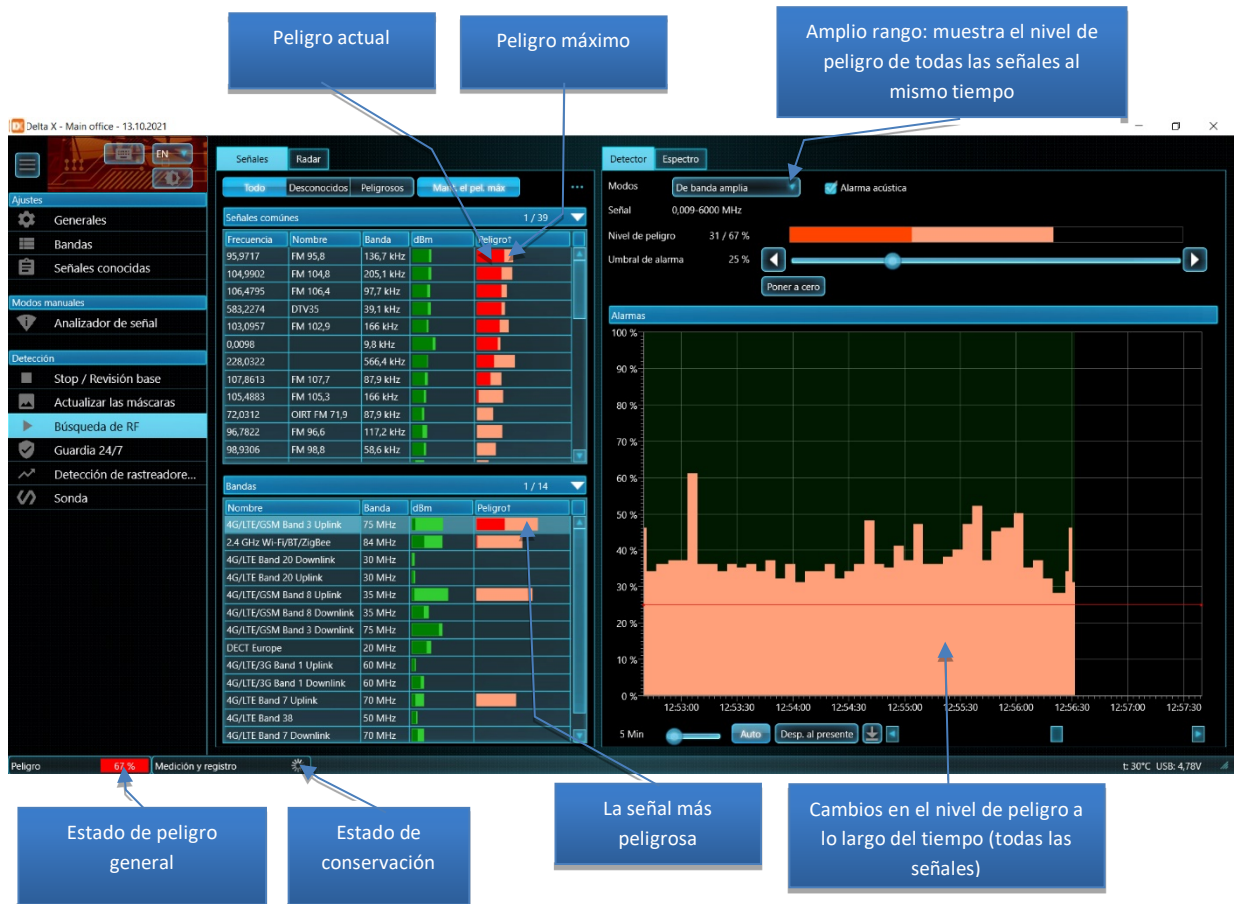 Peligro actual
Peligro máximo
Amplio rango: muestra el nivel de
peligro de todas las señales al
mismo tiempo
Delta X - Main office - 13.10.2021
EN
Ajustes
Generales
Bandas
Señales conocidas
Modos manuales
Analizador de señal
Detección
Stop / Revisión base
Actualizar las máscaras
Búsqueda de RF
Guardia 24/7
Detección de rastreadore...
Sonda
Señales Radar
Todo Desconocidos Peligrosos Mant. el pel. máx ...
Señales comúnes 1 / 39
Frecuencia Nombre Banda dBm Peligro↑
95,9717 FM 95,8 136,7 kHz
104,9902 FM 104,8 205,1 kHz
106,4795 FM 106,4 97,7 kHz
583,2274 DTV35 39,1 kHz
103,0957 FM 102,9 166 kHz
0,0098 9,8 kHz
228,0322 566,4 kHz
107,8613 FM 107,7 87,9 kHz
105,4883 FM 105,3 166 kHz
72,0312 OIRT FM 71,9 87,9 kHz
96,7822 FM 96,6 117,2 kHz
98,9306 FM 98,8 58,6 kHz
Bandas 1 / 14
Nombre Banda dBm Peligro↑
4G/LTE/GSM Band 3 Uplink 75 MHz
2.4 GHz Wi-Fi/BT/ZigBee 84 MHz
4G/LTE Band 20 Downlink 30 MHz
4G/LTE Band 20 Uplink 30 MHz
4G/LTE/GSM Band 8 Uplink 35 MHz
4G/LTE/GSM Band 8 Downlink 35 MHz
4G/LTE/GSM Band 3 Downlink 75 MHz
DECT Europe 20 MHz
4G/LTE/3G Band 1 Uplink 60 MHz
4G/LTE/3G Band 1 Downlink 60 MHz
4G/LTE Band 7 Uplink 70 MHz
4G/LTE Band 38 50 MHz
4G/LTE Band 7 Downlink 70 MHz
Detector Espectro
Modos De banda amplia Alarma acústica
Señal 0,009-6000 MHz
Nivel de peligro 31 / 67 %
Umbral de alarma 25 %
Poner a cero
Alarmas
100 %
90 %
80 %
70 %
60 %
50 %
40 %
30 %
20 %
10 %
0 %
12:53:00 12:53:30 12:54:00 12:54:30 12:55:00 12:55:30 12:56:00 12:56:30 12:57:00 12:57:30
5 Min Auto Desp. al presente
Peligro 67 % Medición y registro t: 30°C USB: 4,78V
Estado de peligro
general
Estado de
conservación
La señal más
peligrosa
Cambios en el nivel de peligro a
lo largo del tiempo (todas las
señales)